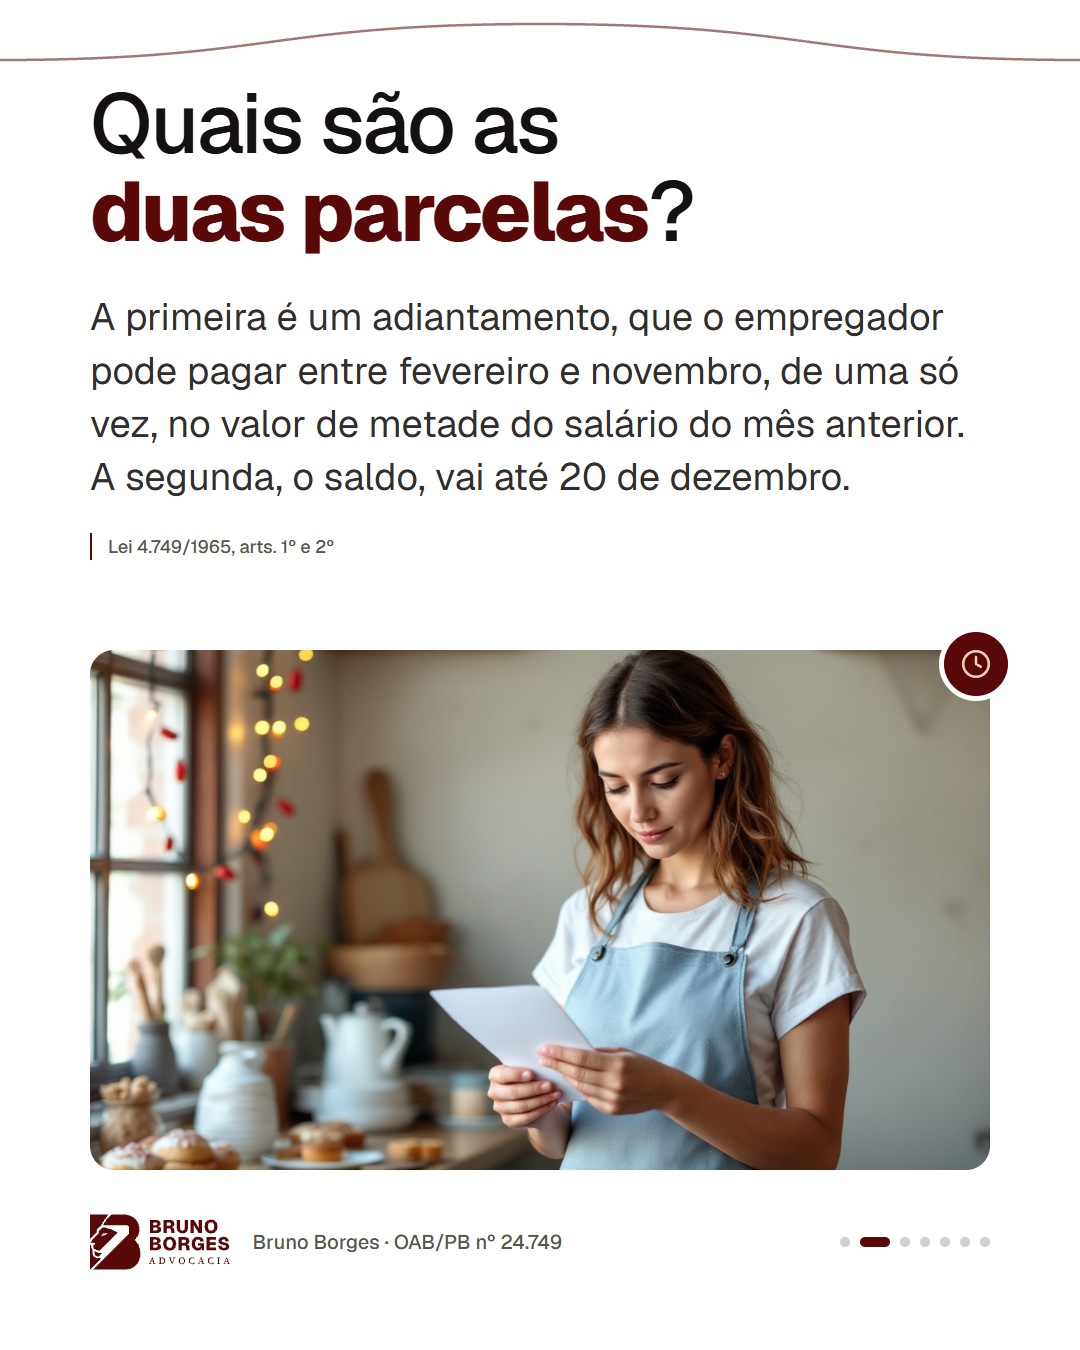 Quais são as
duas parcelas?
A primeira é um adiantamento, que o empregador
pode pagar entre fevereiro e novembro, de uma só
vez, no valor de metade do salário do mês anterior.
A segunda, o saldo, vai até 20 de dezembro.
Lei 4.749/1965, arts. 1º e 2º
BRUNO
BORGES
ADVOCACIA
Bruno Borges · OAB/PB nº 24.749